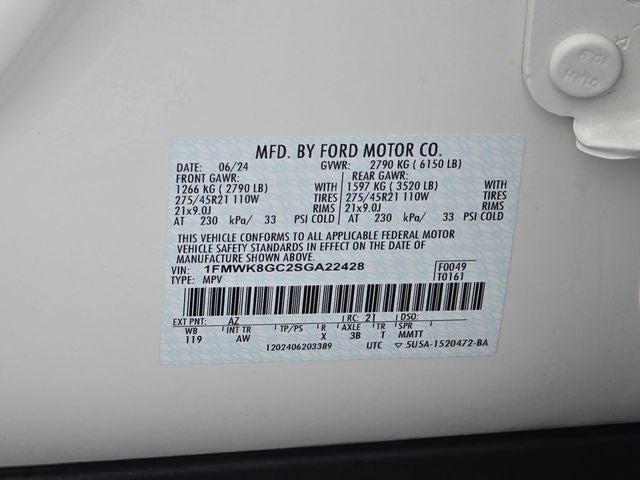 MFD. BY FORD MOTOR CO.
DATE: 06/24 GVWR: 2790 KG ( 6150 LB)
FRONT GAWR: REAR GAWR:
1266 KG ( 2790 LB) WITH 1597 KG ( 3520 LB) WITH
275/45R21 110W TIRES 275/45R21 110W TIRES
21x9.0J RIMS 21x9.0J RIMS
AT 230 kPa/ 33 PSI COLD AT 230 kPa/ 33 PSI COLD
THIS VEHICLE CONFORMS TO ALL APPLICABLE FEDERAL MOTOR
VEHICLE SAFETY STANDARDS IN EFFECT ON THE DATE OF
MANUFACTURE SHOWN ABOVE.
VIN: 1FMWK8GC2SGA22428 F0049
TYPE: MPV T0161
EXT PNT: AZ RC: 21 DSO:
WB INT TR TP/PS R AXLE TR SPR
119 AW X 3B T MMTT
1202406203389 UTC 5U5A-1520472-BA